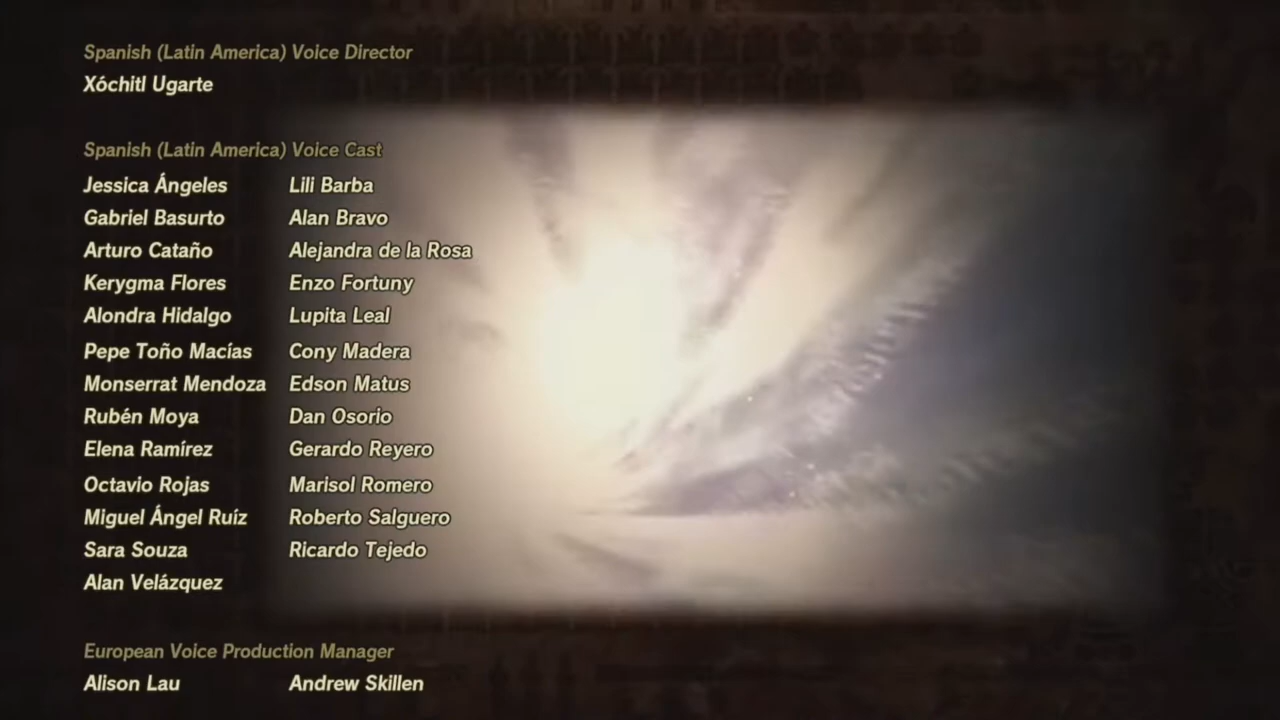 Spanish (Latin America) Voice Director
Xóchitl Ugarte
Spanish (Latin America) Voice Cast
Jessica Ángeles Lili Barba
Gabriel Basurto Alan Bravo
Arturo Cataño Alejandra de la Rosa
Kerygma Flores Enzo Fortuny
Alondra Hidalgo Lupita Leal
Pepe Toño Macías Cony Madera
Monserrat Mendoza Edson Matus
Rubén Moya Dan Osorio
Elena Ramírez Gerardo Reyero
Octavio Rojas Marisol Romero
Miguel Ángel Ruíz Roberto Salguero
Sara Souza Ricardo Tejedo
Alan Velázquez
European Voice Production Manager
Alison Lau Andrew Skillen